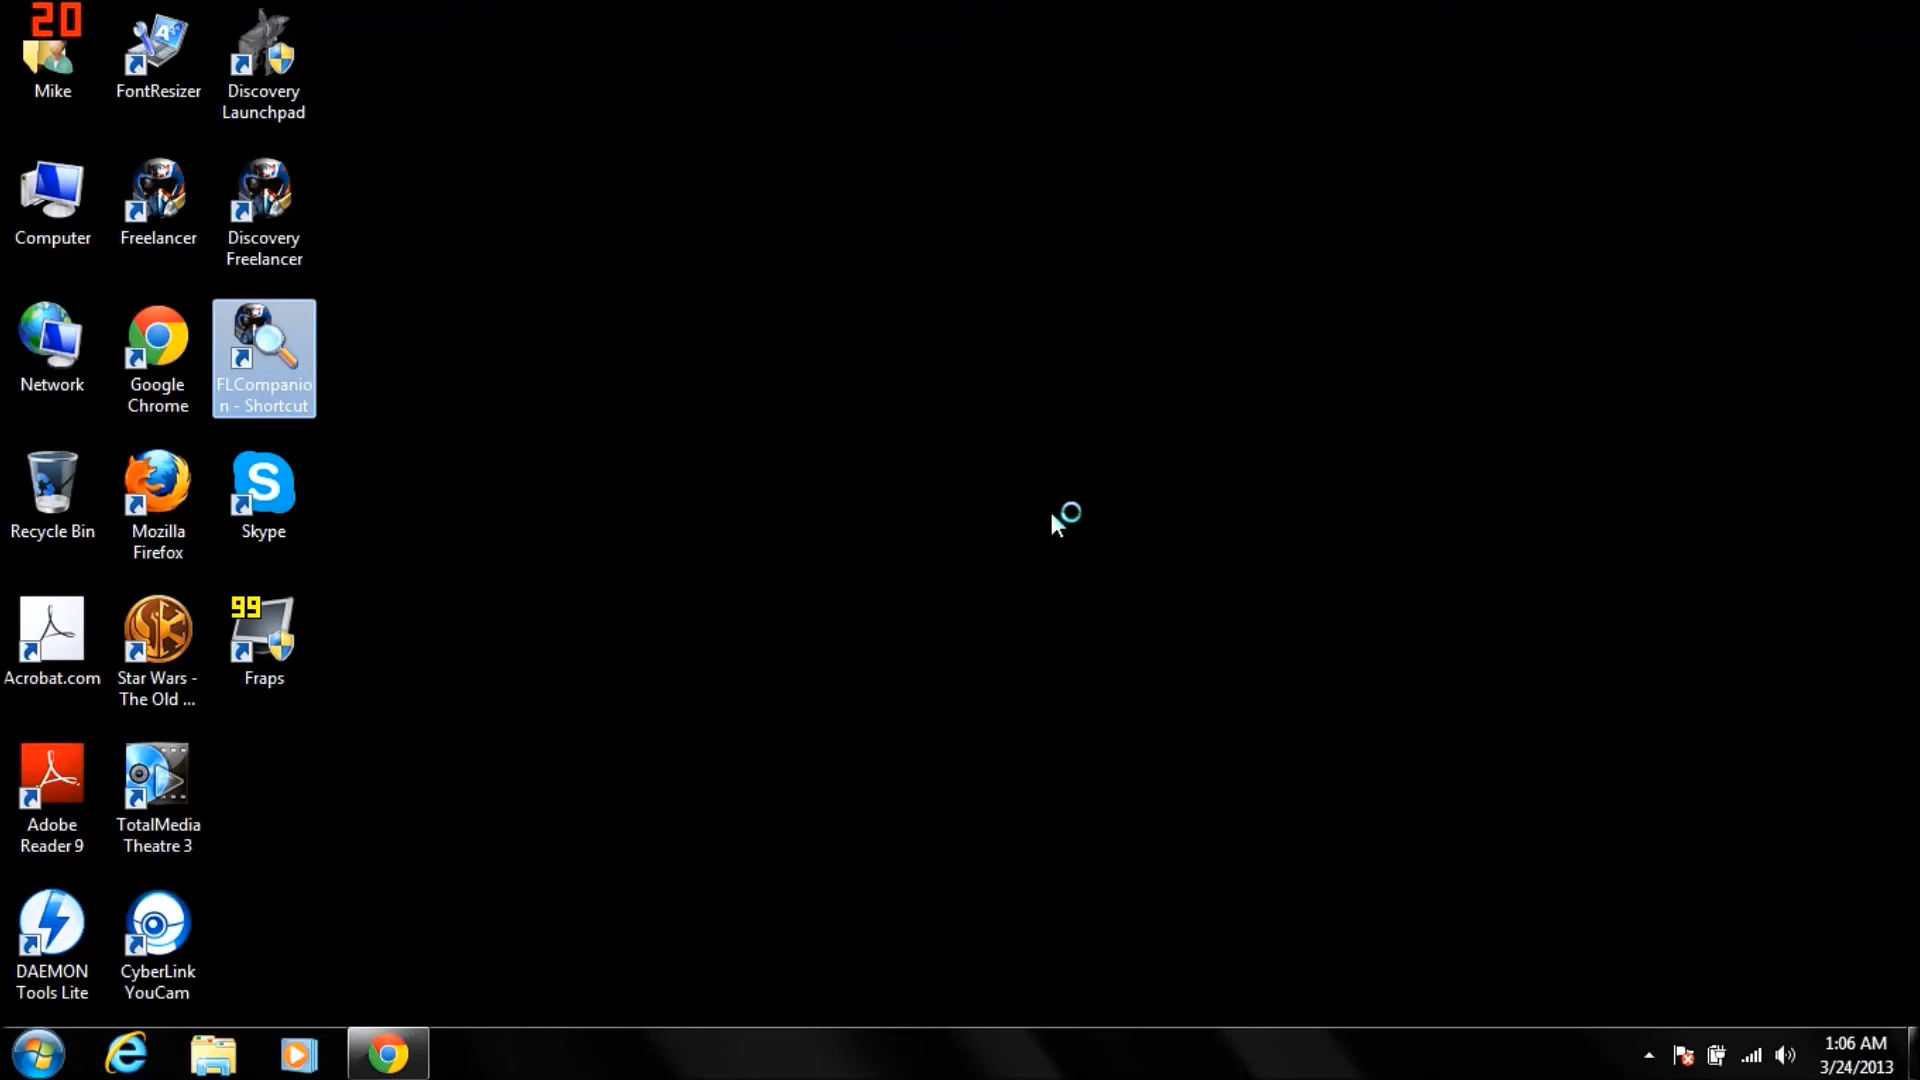 20
Mike
FontResizer
Discovery
Launchpad
Computer
Freelancer
Discovery
Freelancer
Network
Google
Chrome
FLCompanio
n - Shortcut
Recycle Bin
Mozilla
Firefox
S
Skype
Acrobat.com
Star Wars -
The Old ...
99
Fraps
Adobe
Reader 9
TotalMedia
Theatre 3
DAEMON
Tools Lite
CyberLink
YouCam
1:06 AM
3/24/2013